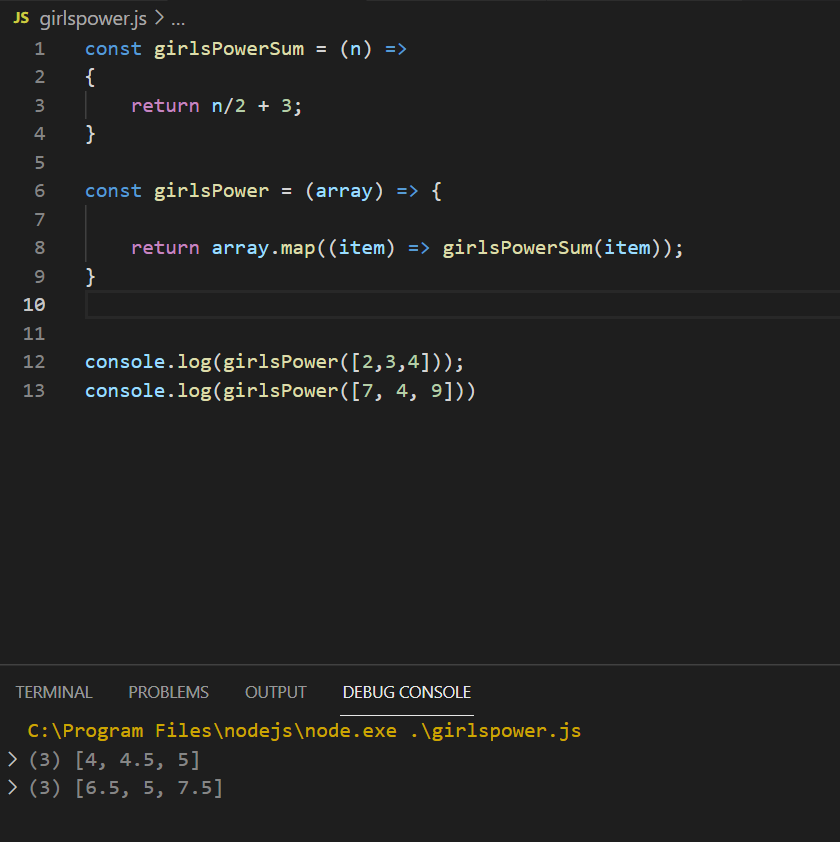 JS girlspower.js > ...
1 const girlsPowerSum = (n) =>
2 {
3     return n/2 + 3;
4 }
5
6 const girlsPower = (array) => {
7
8     return array.map((item) => girlsPowerSum(item));
9 }
10
11
12 console.log(girlsPower([2,3,4]));
13 console.log(girlsPower([7, 4, 9]))
TERMINAL PROBLEMS OUTPUT DEBUG CONSOLE
C:\Program Files\nodejs\node.exe .\girlspower.js
> (3) [4, 4.5, 5]
> (3) [6.5, 5, 7.5]